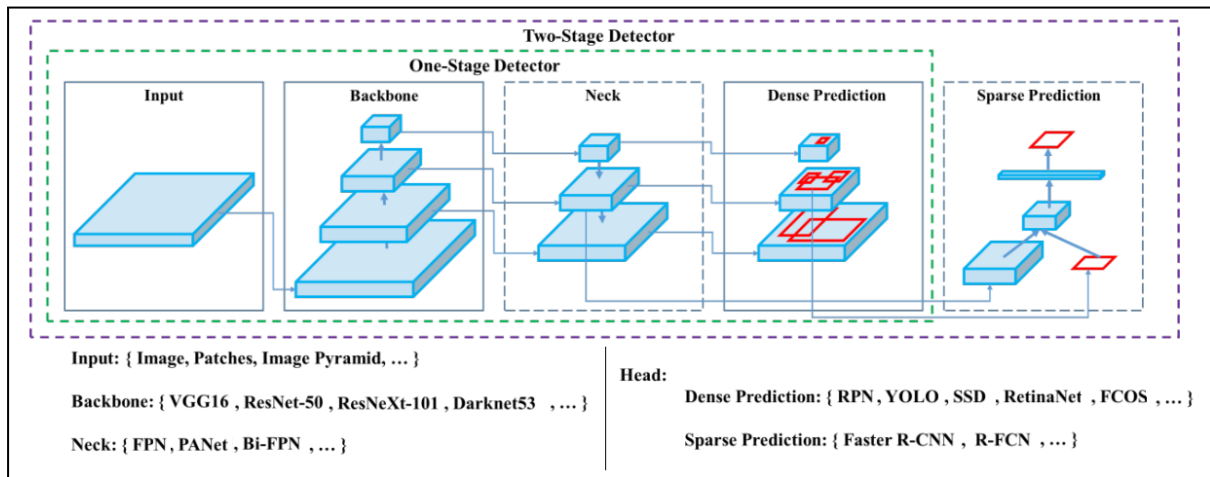 Two-Stage Detector
One-Stage Detector
Input
Backbone
Neck
Dense Prediction
Sparse Prediction
Input: { Image, Patches, Image Pyramid, … }
Backbone: { VGG16 , ResNet-50 , ResNeXt-101 , Darknet53 , … }
Neck: { FPN , PANet , Bi-FPN , … }
Head:
Dense Prediction: { RPN , YOLO , SSD , RetinaNet , FCOS , … }
Sparse Prediction: { Faster R-CNN , R-FCN , … }